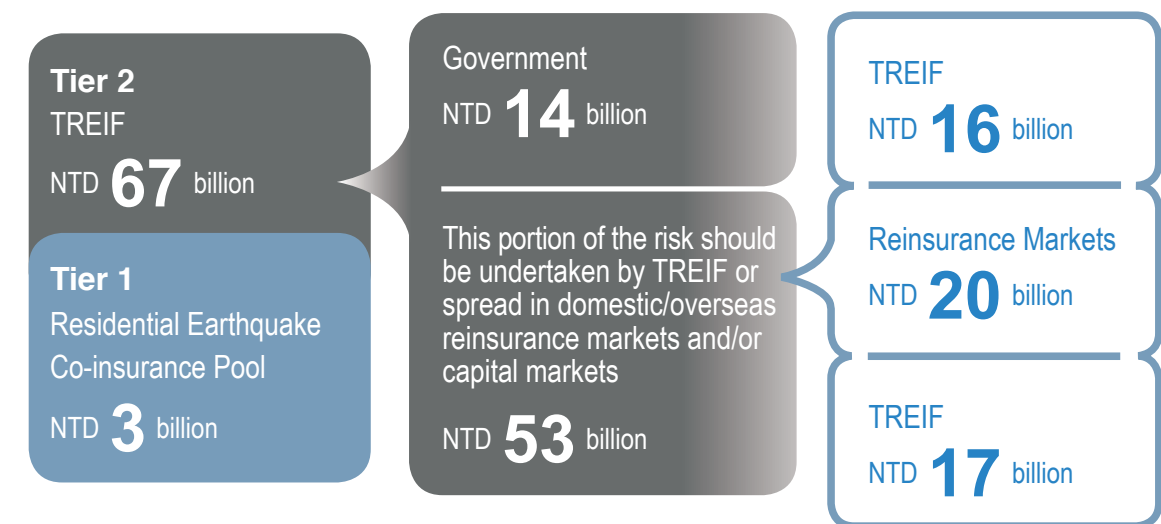 Tier 2
TREIF
NTD 67 billion
Tier 1
Residential Earthquake
Co-insurance Pool
NTD 3 billion
Government
NTD 14 billion
This portion of the risk should
be undertaken by TREIF or
spread in domestic/overseas
reinsurance markets and/or
capital markets
NTD 53 billion
TREIF
NTD 16 billion
Reinsurance Markets
NTD 20 billion
TREIF
NTD 17 billion